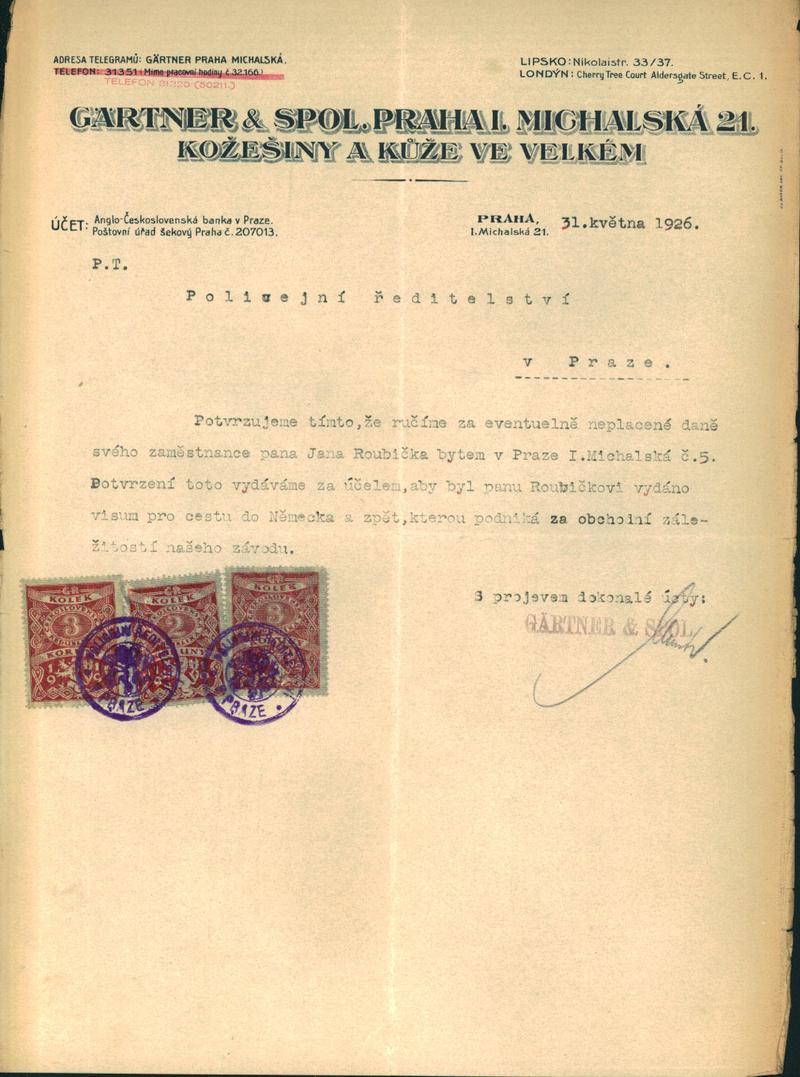 ADRESA TELEGRAMŮ: GÄRTNER PRAHA MICHALSKÁ.
TELEFON: 31351 (Mimo pracovní hodiny č. 32166)
TELEFON 31320 (50211.)
LIPSKO: Nikolaistr. 33/37.
LONDÝN: Cherry Tree Court Aldersgate Street, E. C. 1.
GÄRTNER & SPOL. PRAHA I. MICHALSKÁ 21.
KOŽEŠINY A KŮŽE VE VELKÉM
ÚČET: Anglo-Československá banka v Praze.
Poštovní úřad šekový Praha č. 207013.
PRAHA, 31.května 1926.
I. Michalská 21.
P.T.
Policejní ředitelství
v Praze.
Potvrzujeme tímto,že ručíme za eventuelně neplacené daně
svého zaměstnance pana Jana Roubíčka bytem v Praze I.Michalská č.5.
Potvrzení toto vydáváme za účelem,aby byl panu Roubíčkovi vydáno
visum pro cestu do Německa a zpět,kterou podniká za obchodní zále-
žitostí našeho závodu.
S projevem dokonalé úcty:
GÄRTNER & SPOL.
KOLEK KOLEK KOLEK
3 2 3
PRAZE PRAZE